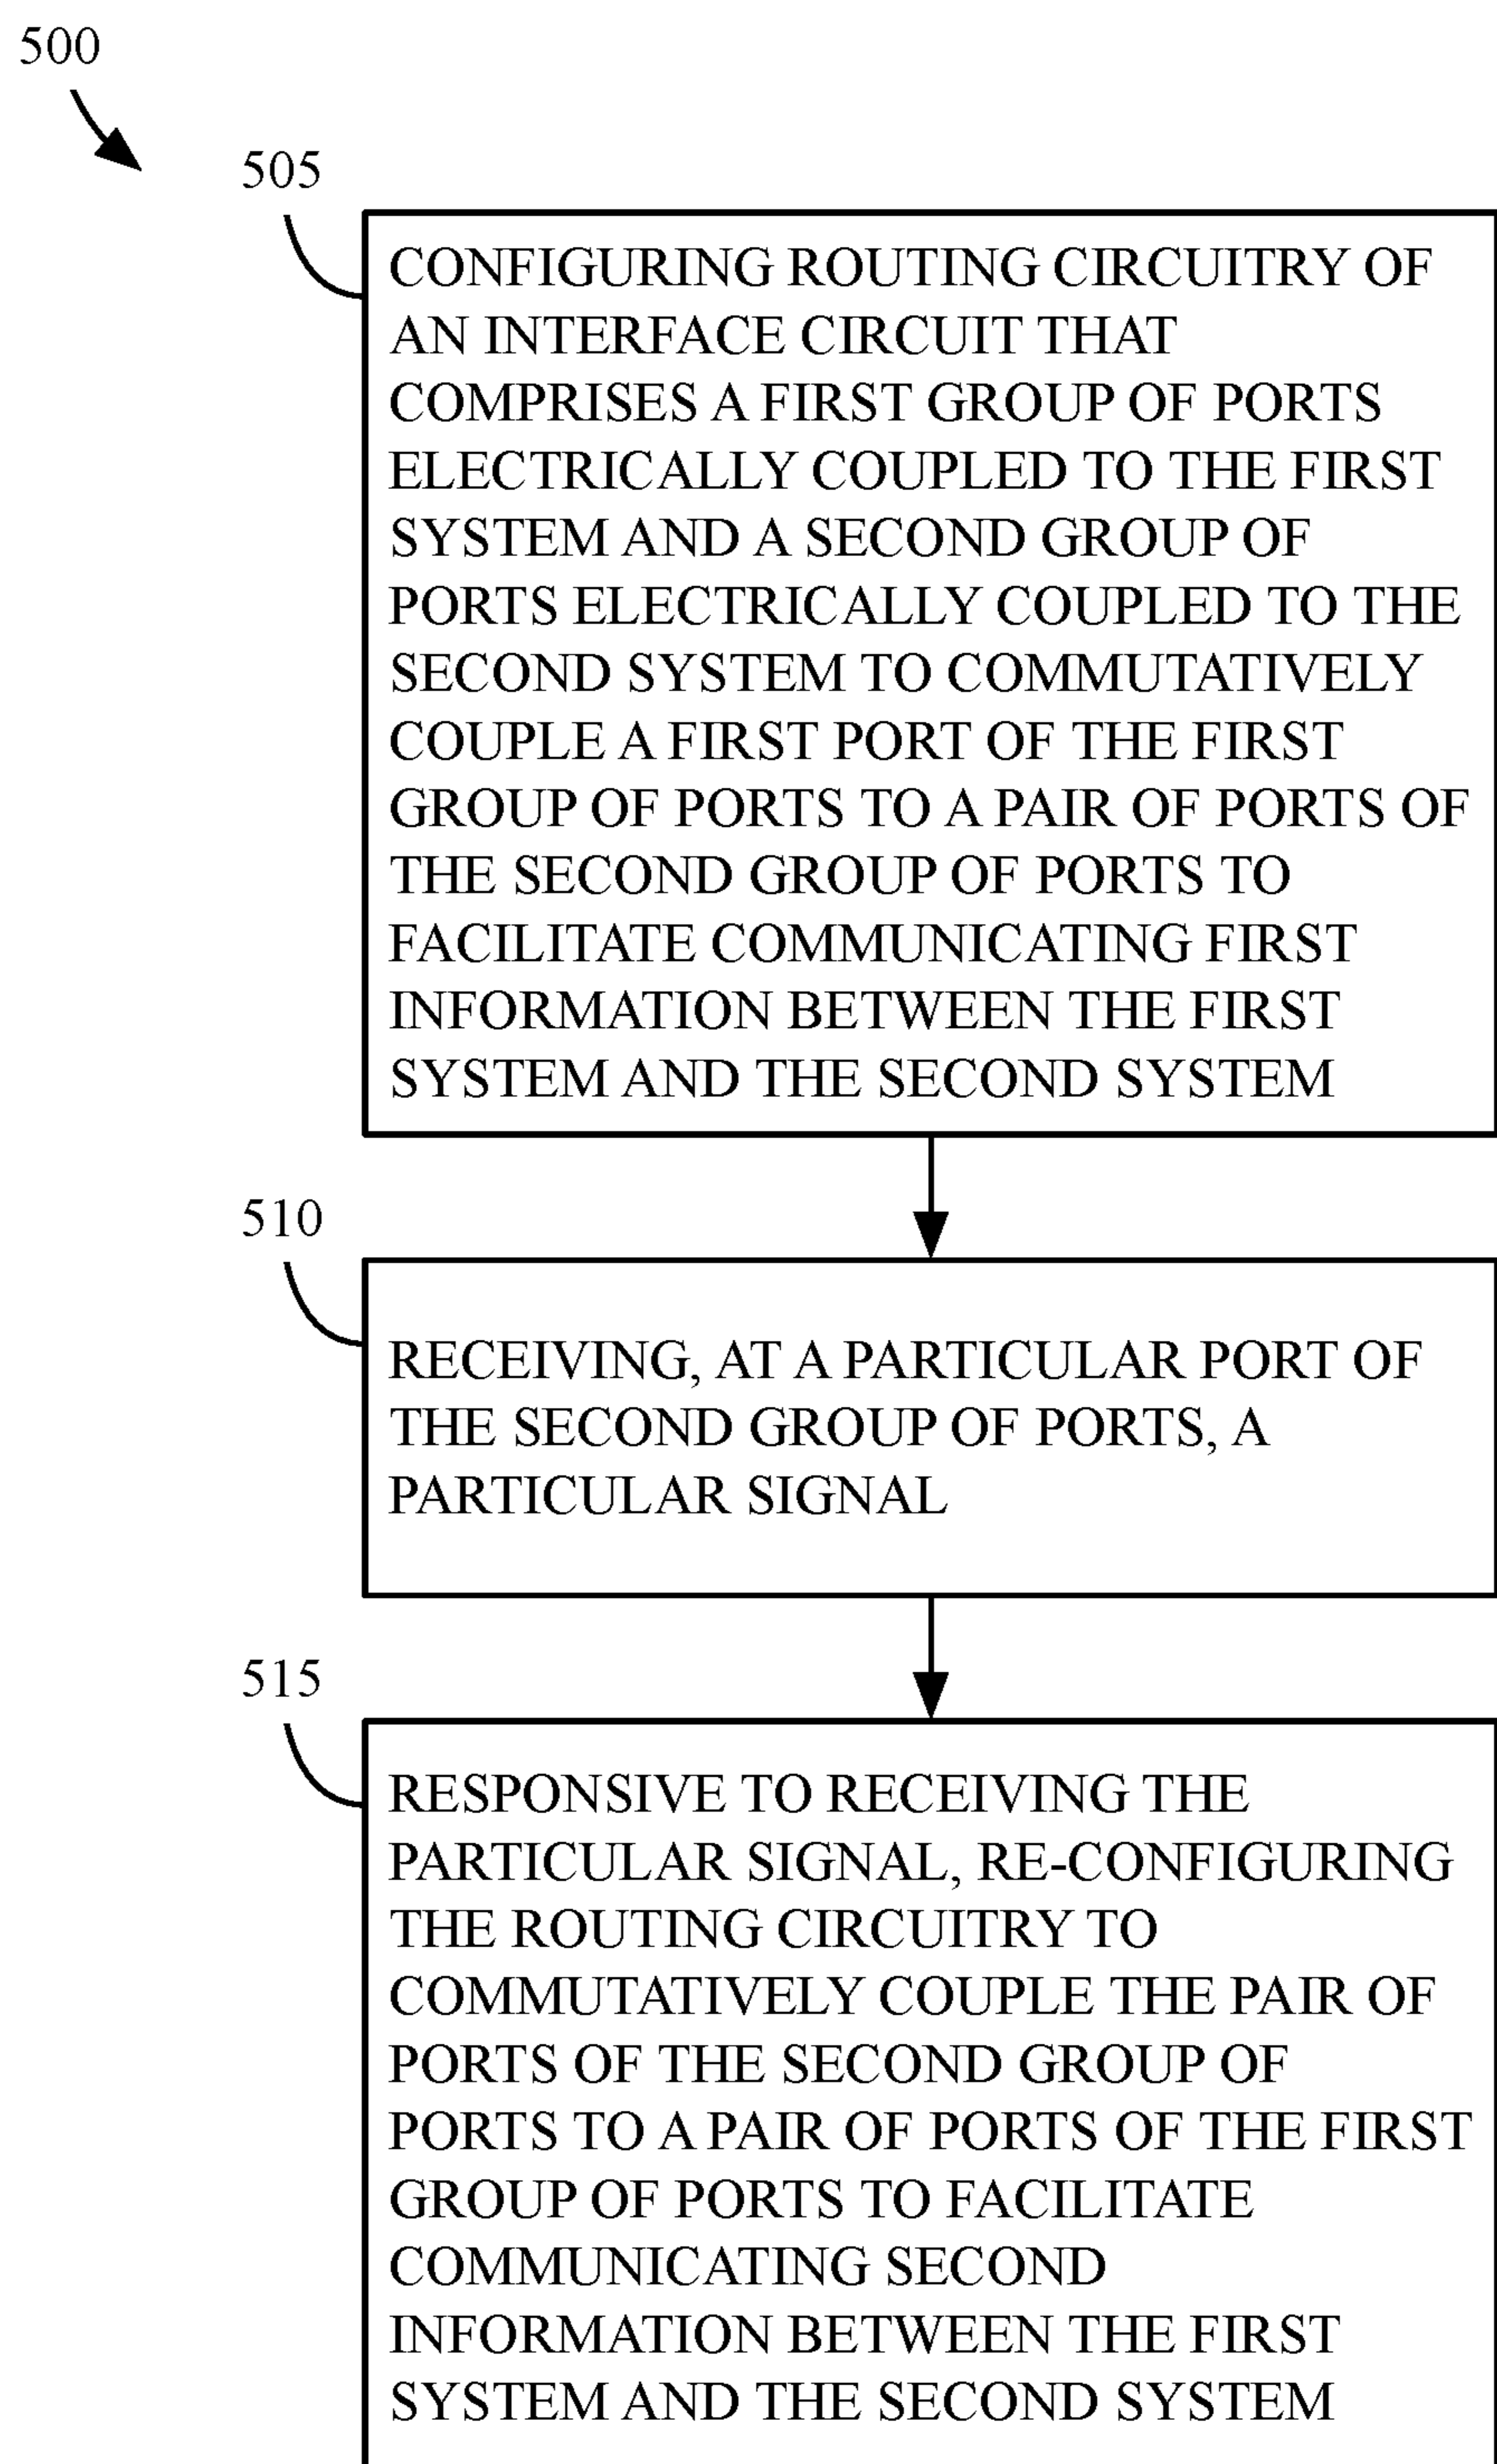 500
505
CONFIGURING ROUTING CIRCUITRY OF
AN INTERFACE CIRCUIT THAT
COMPRISES A FIRST GROUP OF PORTS
ELECTRICALLY COUPLED TO THE FIRST
SYSTEM AND A SECOND GROUP OF
PORTS ELECTRICALLY COUPLED TO THE
SECOND SYSTEM TO COMMUTATIVELY
COUPLE A FIRST PORT OF THE FIRST
GROUP OF PORTS TO A PAIR OF PORTS OF
THE SECOND GROUP OF PORTS TO
FACILITATE COMMUNICATING FIRST
INFORMATION BETWEEN THE FIRST
SYSTEM AND THE SECOND SYSTEM
510
RECEIVING, AT A PARTICULAR PORT OF
THE SECOND GROUP OF PORTS, A
PARTICULAR SIGNAL
515
RESPONSIVE TO RECEIVING THE
PARTICULAR SIGNAL, RE-CONFIGURING
THE ROUTING CIRCUITRY TO
COMMUTATIVELY COUPLE THE PAIR OF
PORTS OF THE SECOND GROUP OF
PORTS TO A PAIR OF PORTS OF THE FIRST
GROUP OF PORTS TO FACILITATE
COMMUNICATING SECOND
INFORMATION BETWEEN THE FIRST
SYSTEM AND THE SECOND SYSTEM